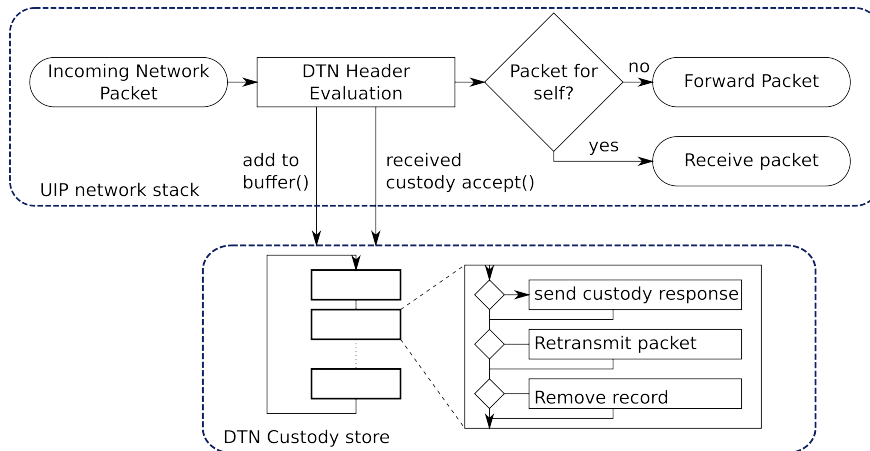 Incoming Network
Packet
DTN Header
Evaluation
Packet for
self?
no
Forward Packet
yes
Receive packet
add to
buffer()
received
custody accept()
UIP network stack
send custody response
Retransmit packet
Remove record
DTN Custody store